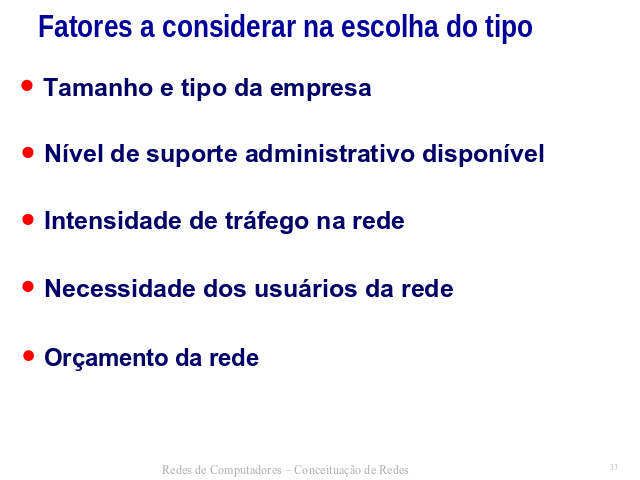 Fatores a considerar na escolha do tipo
• Tamanho e tipo da empresa
• Nível de suporte administrativo disponível
• Intensidade de tráfego na rede
• Necessidade dos usuários da rede
• Orçamento da rede
Redes de Computadores – Conceituação de Redes
33